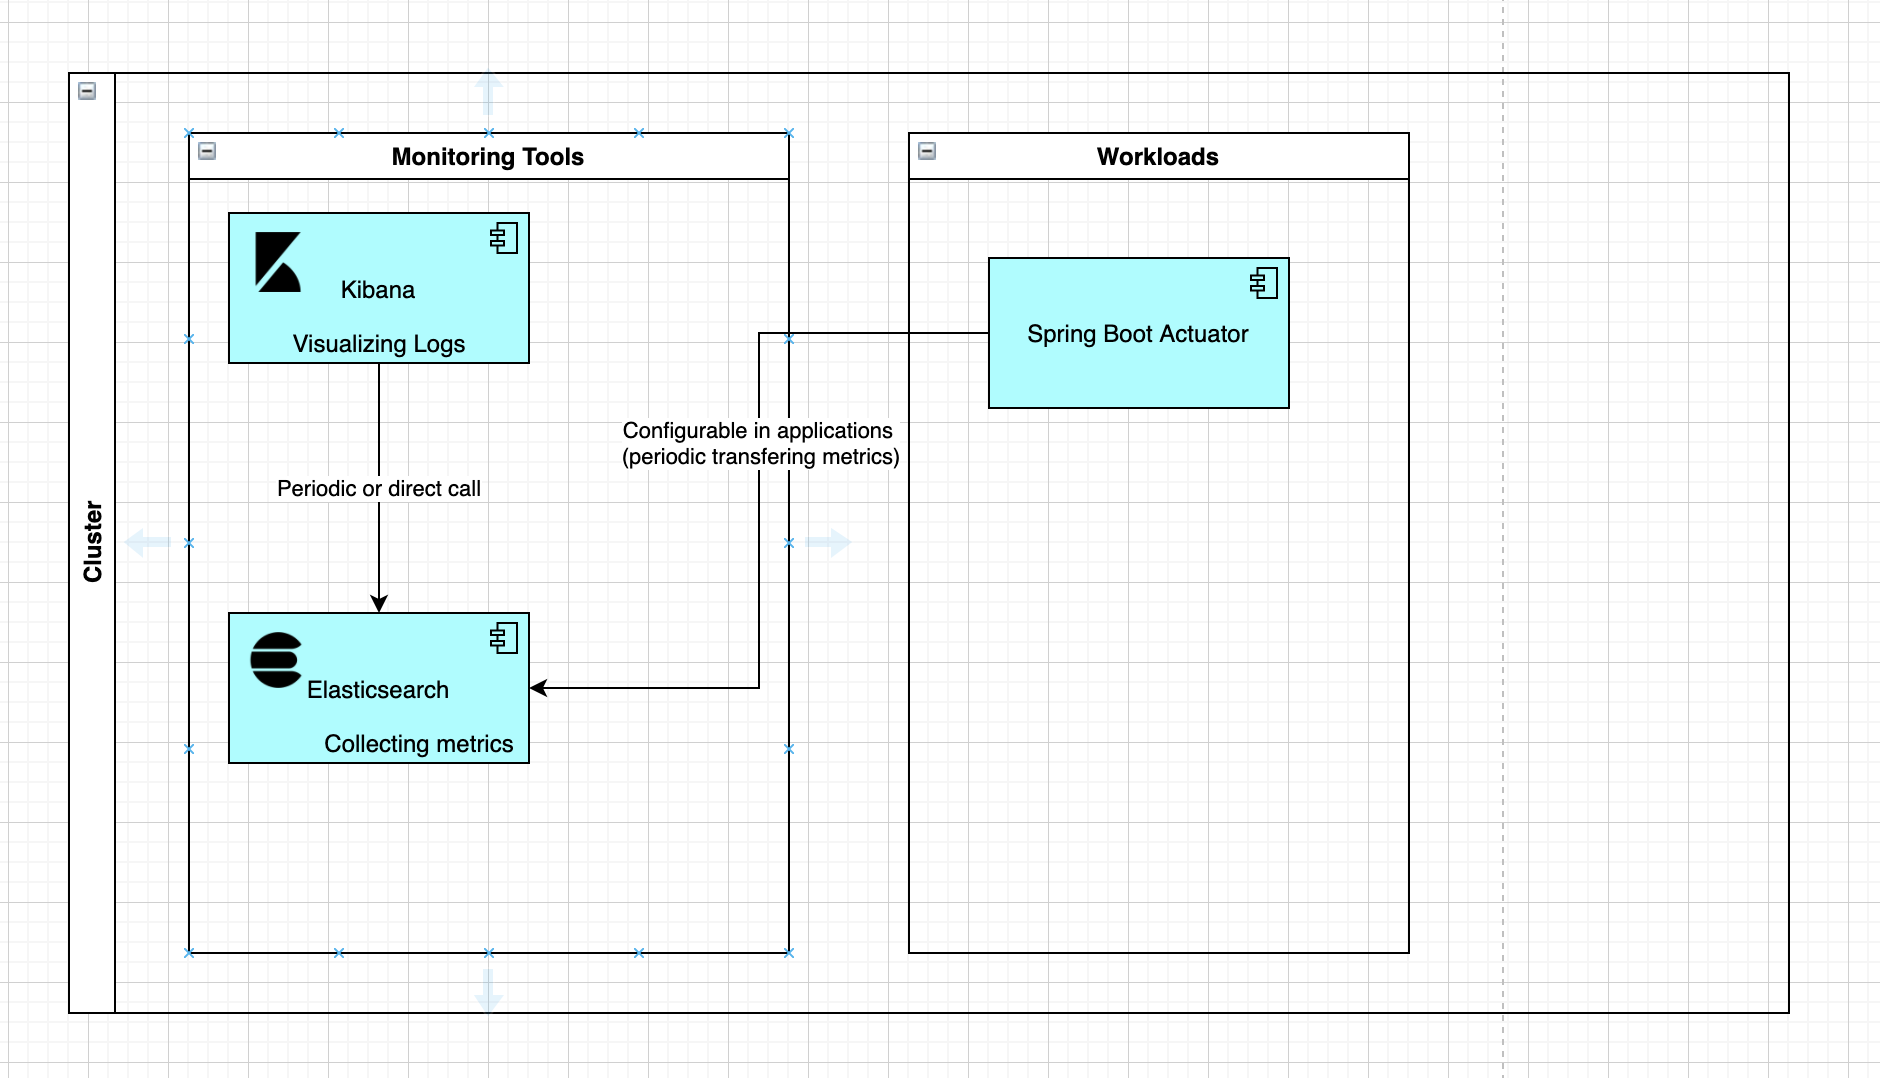 Cluster
Monitoring Tools
Kibana
Visualizing Logs
Periodic or direct call
Elasticsearch
Collecting metrics
Configurable in applications
(periodic transfering metrics)
Workloads
Spring Boot Actuator